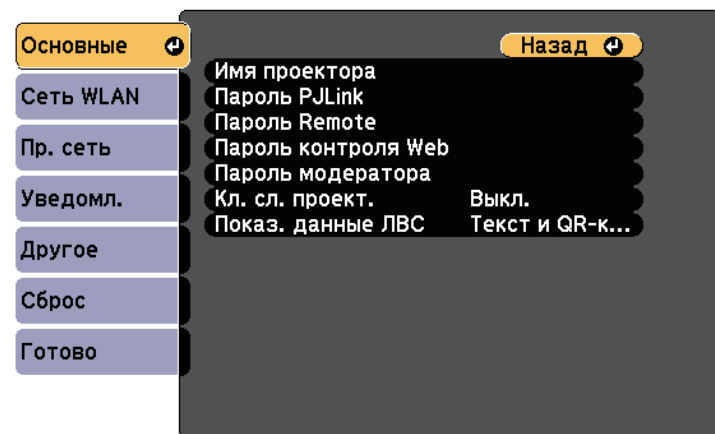 Основные
Сеть WLAN
Пр. сеть
Уведомл.
Другое
Сброс
Готово
Назад
Имя проектора
Пароль PJLink
Пароль Remote
Пароль контроля Web
Пароль модератора
Кл. сл. проект. Выкл.
Показ. данные ЛВС Текст и QR-к...